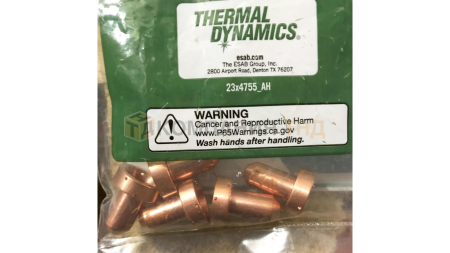 THERMAL
DYNAMICS®
esab.com
The ESAB Group, Inc.
2800 Airport Road, Denton TX 76207
23x4755_AH
WARNING
Cancer and Reproductive Harm
www.P65Warnings.ca.gov
Wash hands after handling.